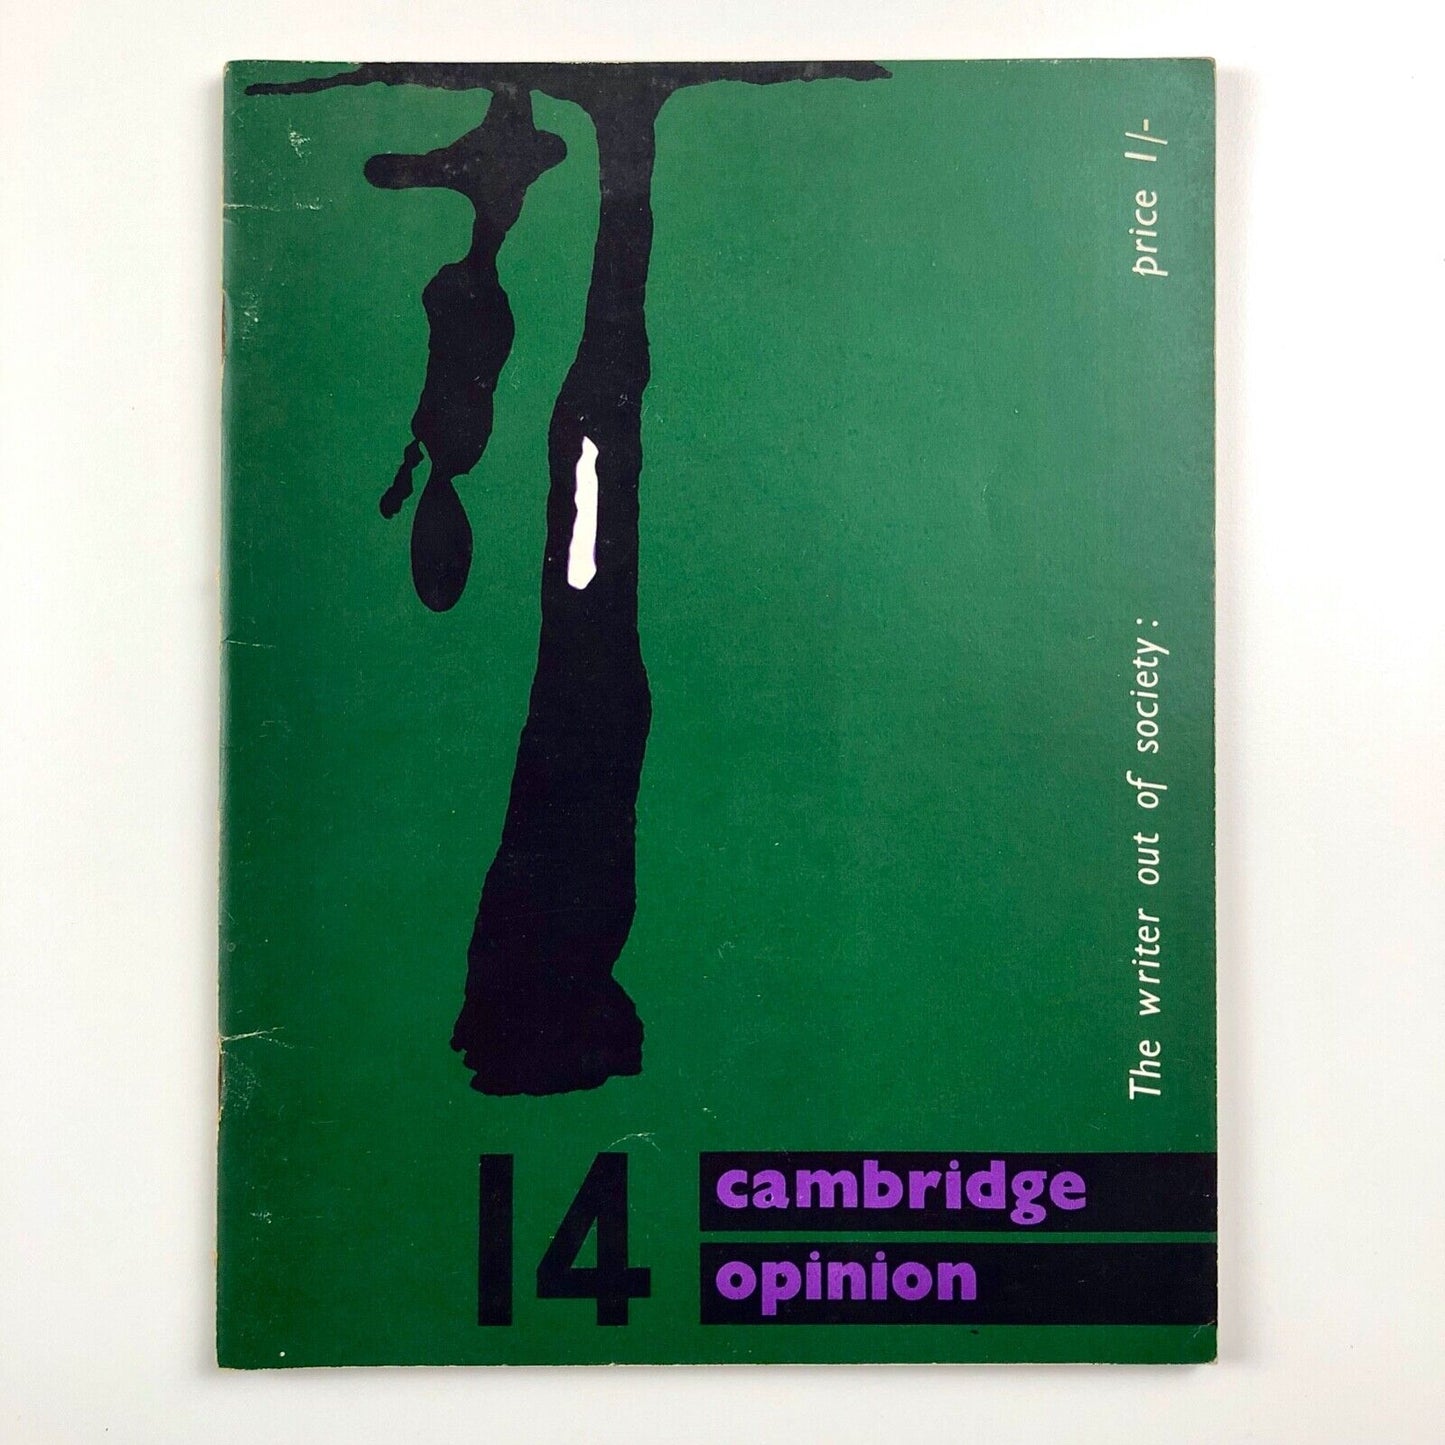 The writer out of society:
price 1/-
14
cambridge
opinion